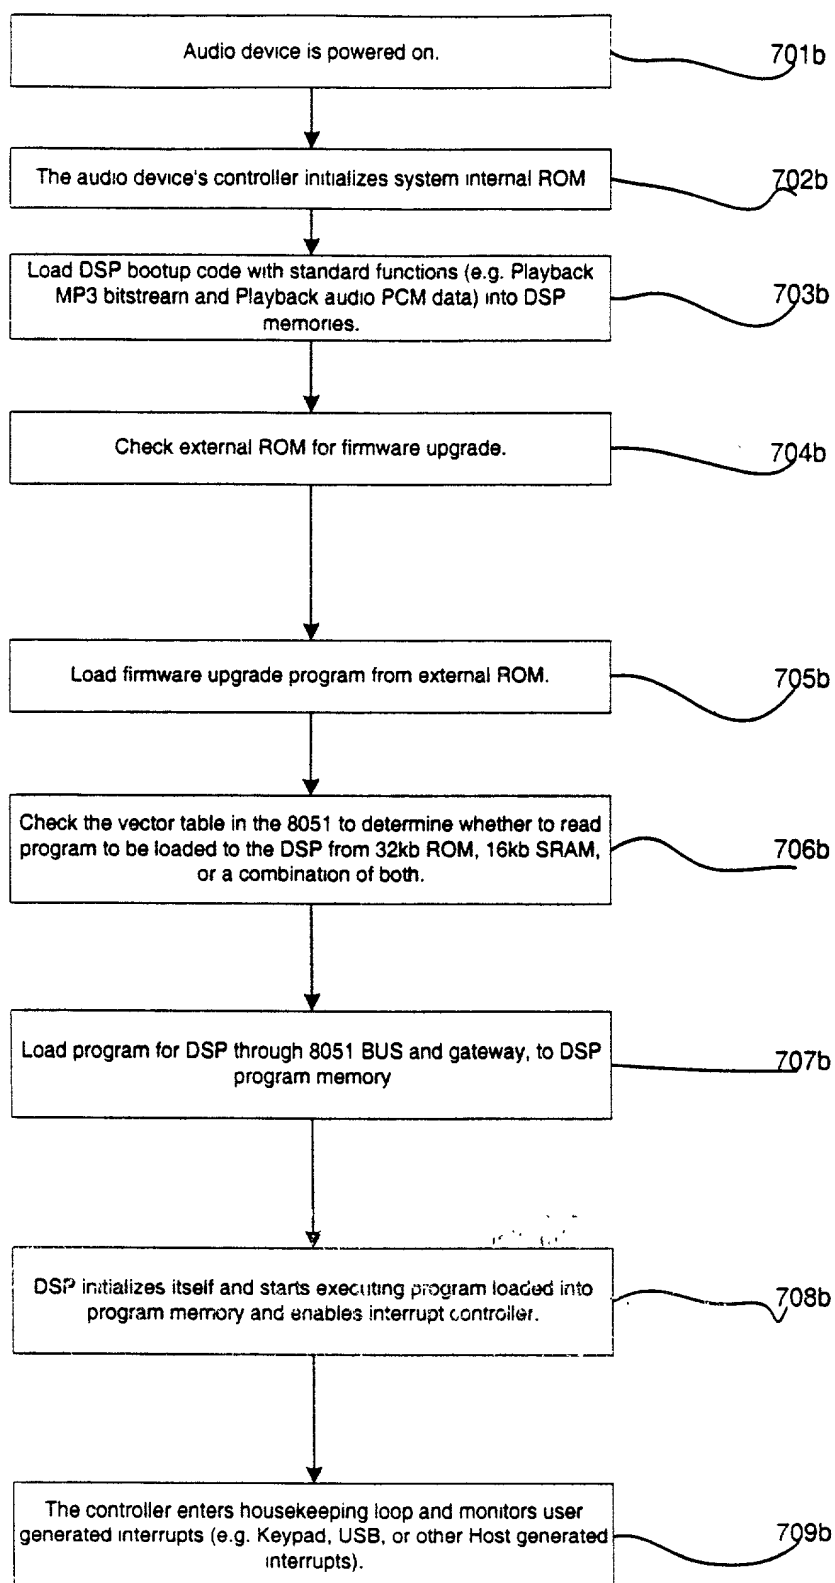 Audio device is powered on.
701b
The audio device's controller initializes system internal ROM
702b
Load DSP bootup code with standard functions (e.g. Playback
MP3 bitstream and Playback audio PCM data) into DSP
memories.
703b
Check external ROM for firmware upgrade.
704b
Load firmware upgrade program from external ROM.
705b
Check the vector table in the 8051 to determine whether to read
program to be loaded to the DSP from 32kb ROM, 16kb SRAM,
or a combination of both.
706b
Load program for DSP through 8051 BUS and gateway, to DSP
program memory
707b
DSP initializes itself and starts executing program loaded into
program memory and enables interrupt controller.
708b
The controller enters housekeeping loop and monitors user
generated interrupts (e.g. Keypad, USB, or other Host generated
interrupts).
709b